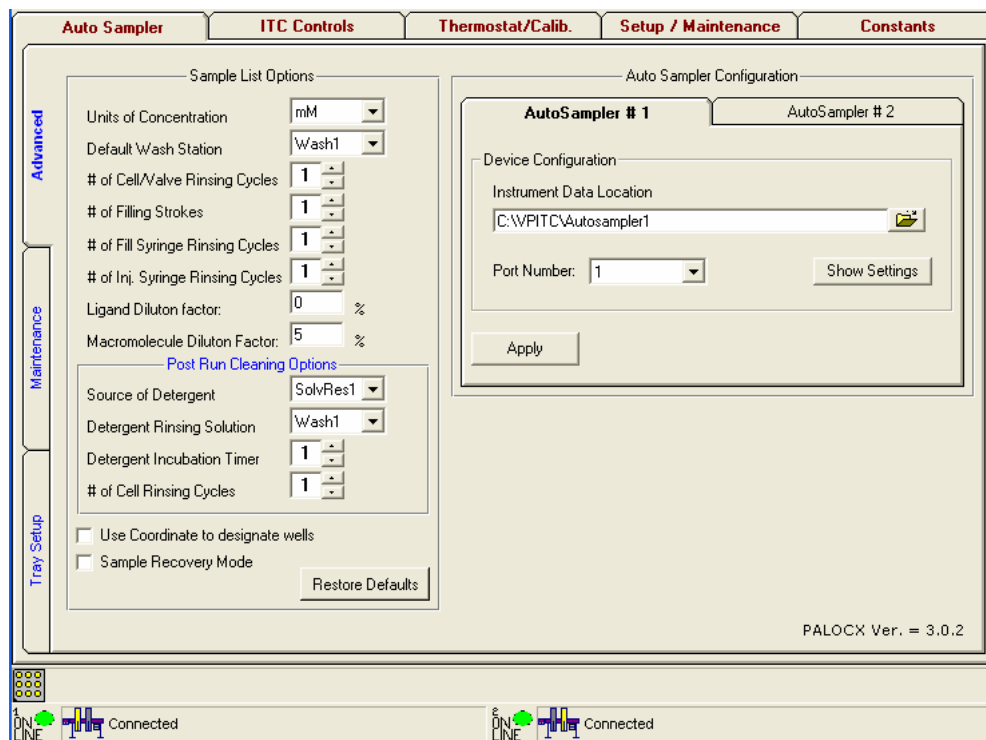 Auto Sampler
ITC Controls
Thermostat/Calib.
Setup / Maintenance
Constants
Advanced
Maintenance
Tray Setup
Sample List Options
Units of Concentration mM
Default Wash Station Wash1
# of Cell/Valve Rinsing Cycles 1
# of Filling Strokes 1
# of Fill Syringe Rinsing Cycles 1
# of Inj. Syringe Rinsing Cycles 1
Ligand Diluton factor: 0 %
Macromolecule Diluton Factor: 5 %
Post Run Cleaning Options
Source of Detergent SolvRes1
Detergent Rinsing Solution Wash1
Detergent Incubation Timer 1
# of Cell Rinsing Cycles 1
Use Coordinate to designate wells
Sample Recovery Mode
Restore Defaults
Auto Sampler Configuration
AutoSampler # 1
AutoSampler # 2
Device Configuration
Instrument Data Location
C:\VPITC\Autosampler1
Port Number: 1
Show Settings
Apply
PALOCX Ver. = 3.0.2
1
ON
LINE
Connected
2
ON
LINE
Connected